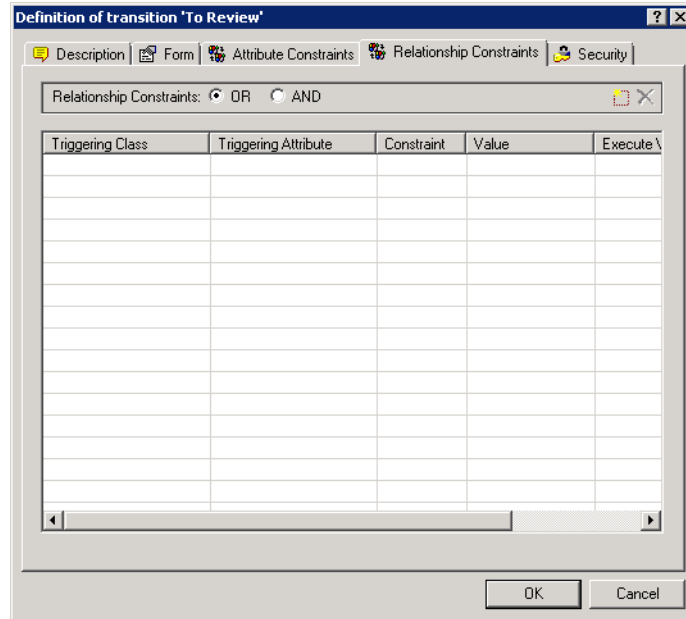 Definition of transition 'To Review'
Description Form Attribute Constraints Relationship Constraints Security
Relationship Constraints: OR AND
Triggering Class Triggering Attribute Constraint Value Execute
OK Cancel